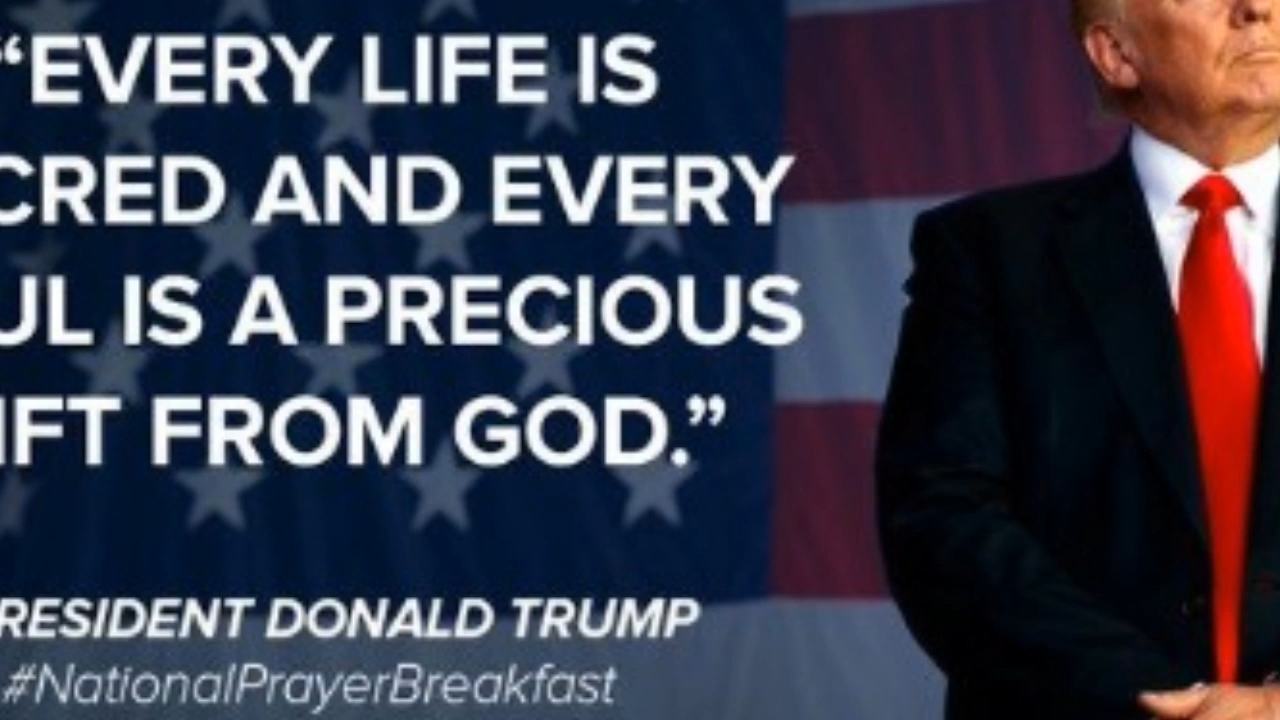 “EVERY LIFE IS
CRED AND EVERY
UL IS A PRECIOUS
IFT FROM GOD.”
RESIDENT DONALD TRUMP
#NationalPrayerBreakfast